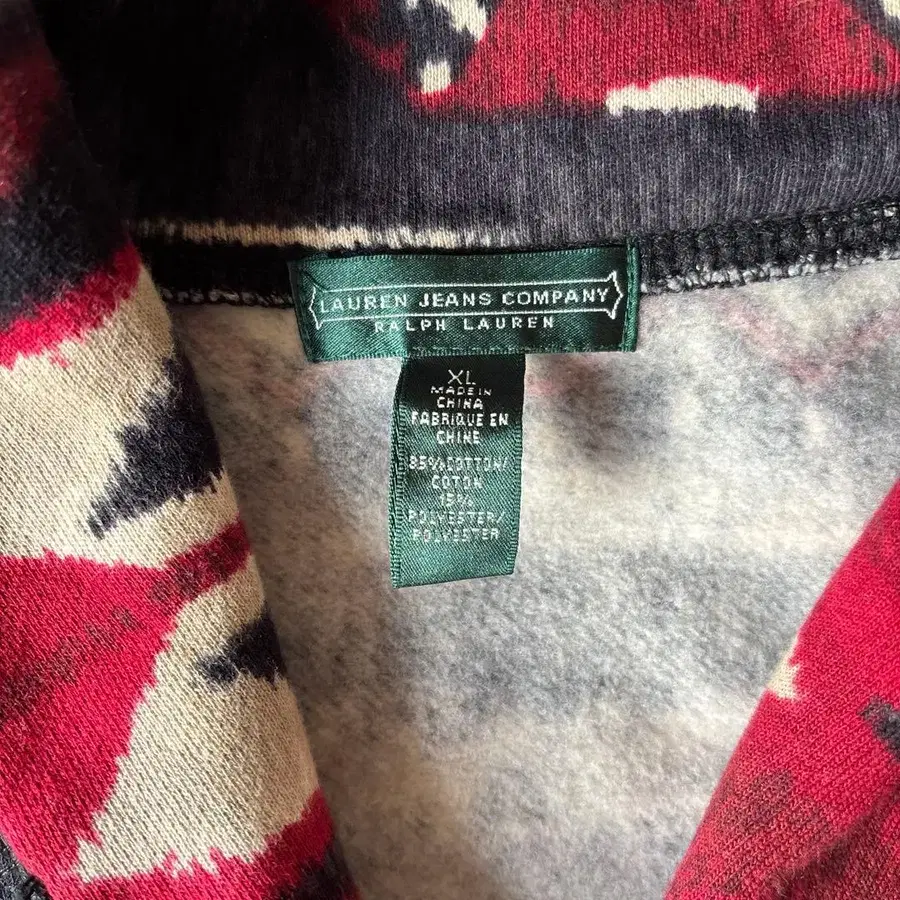 LAUREN JEANS COMPANY
RALPH LAUREN
XL
MADE IN
CHINA
FABRIQUE EN
CHINE
85% COTTON/
COTON
15%
POLYESTER/
POLYESTER